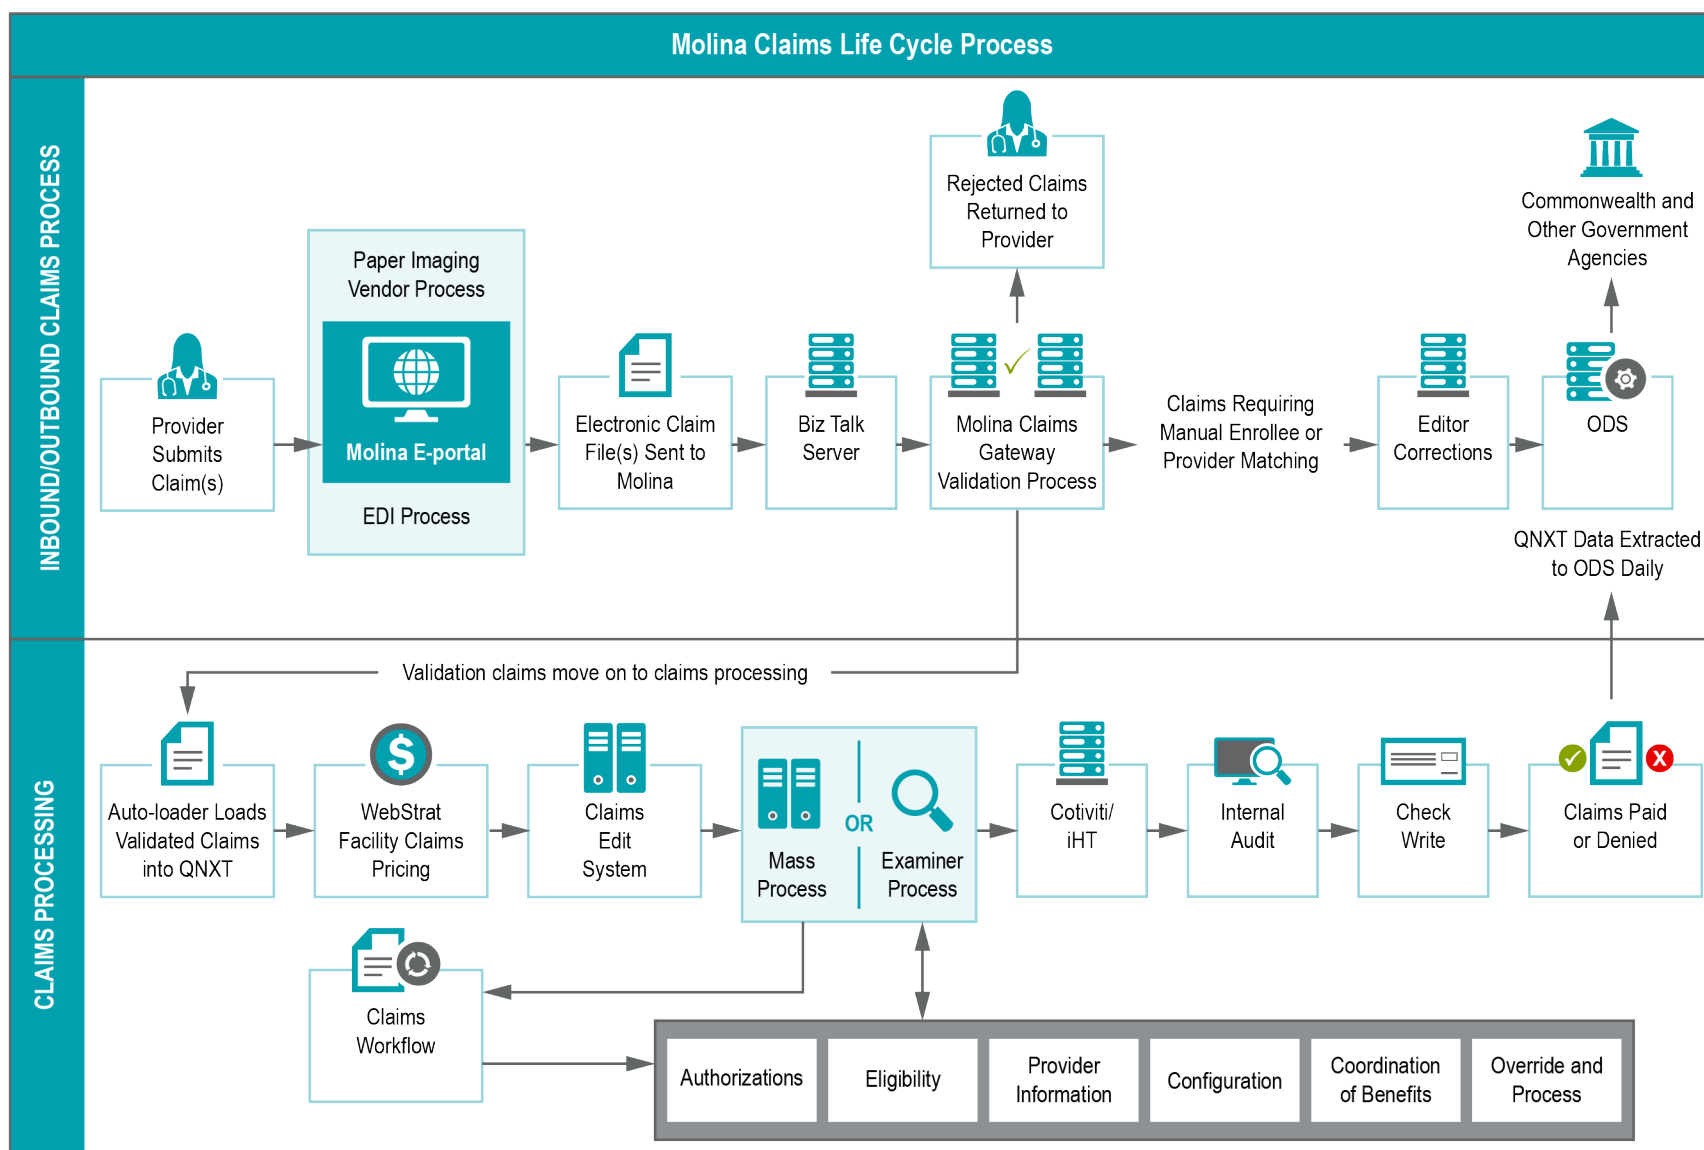 Molina Claims Life Cycle Process
INBOUND/OUTBOUND CLAIMS PROCESS
Rejected Claims
Returned to
Provider
Commonwealth and
Other Government
Agencies
Paper Imaging
Vendor Process
Molina E-portal
EDI Process
Provider
Submits
Claim(s)
Electronic Claim
File(s) Sent to
Molina
Biz Talk
Server
Molina Claims
Gateway
Validation Process
Claims Requiring
Manual Enrollee or
Provider Matching
Editor
Corrections
ODS
QNXT Data Extracted
to ODS Daily
CLAIMS PROCESSING
Validation claims move on to claims processing
Auto-loader Loads
Validated Claims
into QNXT
$
WebStrat
Facility Claims
Pricing
Claims
Edit
System
Mass
Process
OR
Examiner
Process
Cotiviti/
iHT
Internal
Audit
Check
Write
X
Claims Paid
or Denied
Claims
Workflow
Authorizations
Eligibility
Provider
Information
Configuration
Coordination
of Benefits
Override and
Process